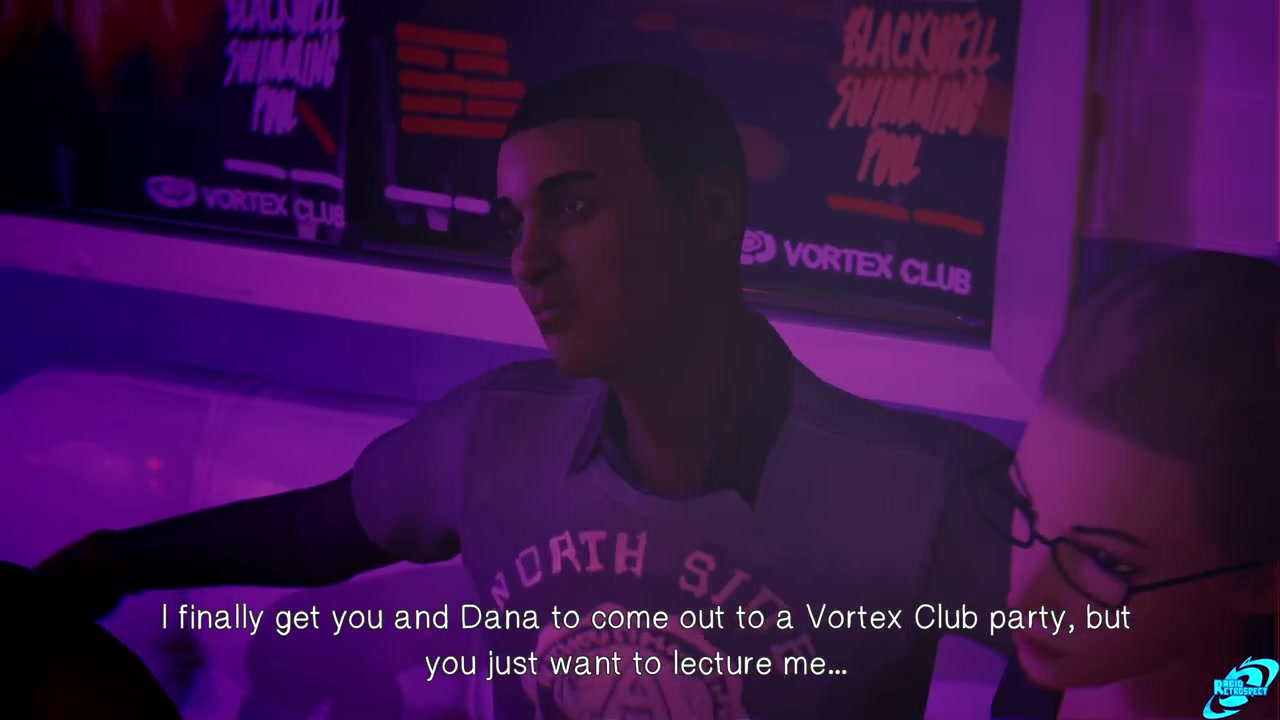 BLACKWELL
SWIMMING
POOL
VORTEX CLUB
BLACKWELL
SWIMMING
POOL
VORTEX CLUB
NORTH SIDE
I finally get you and Dana to come out to a Vortex Club party, but
you just want to lecture me...
RETROSPECT